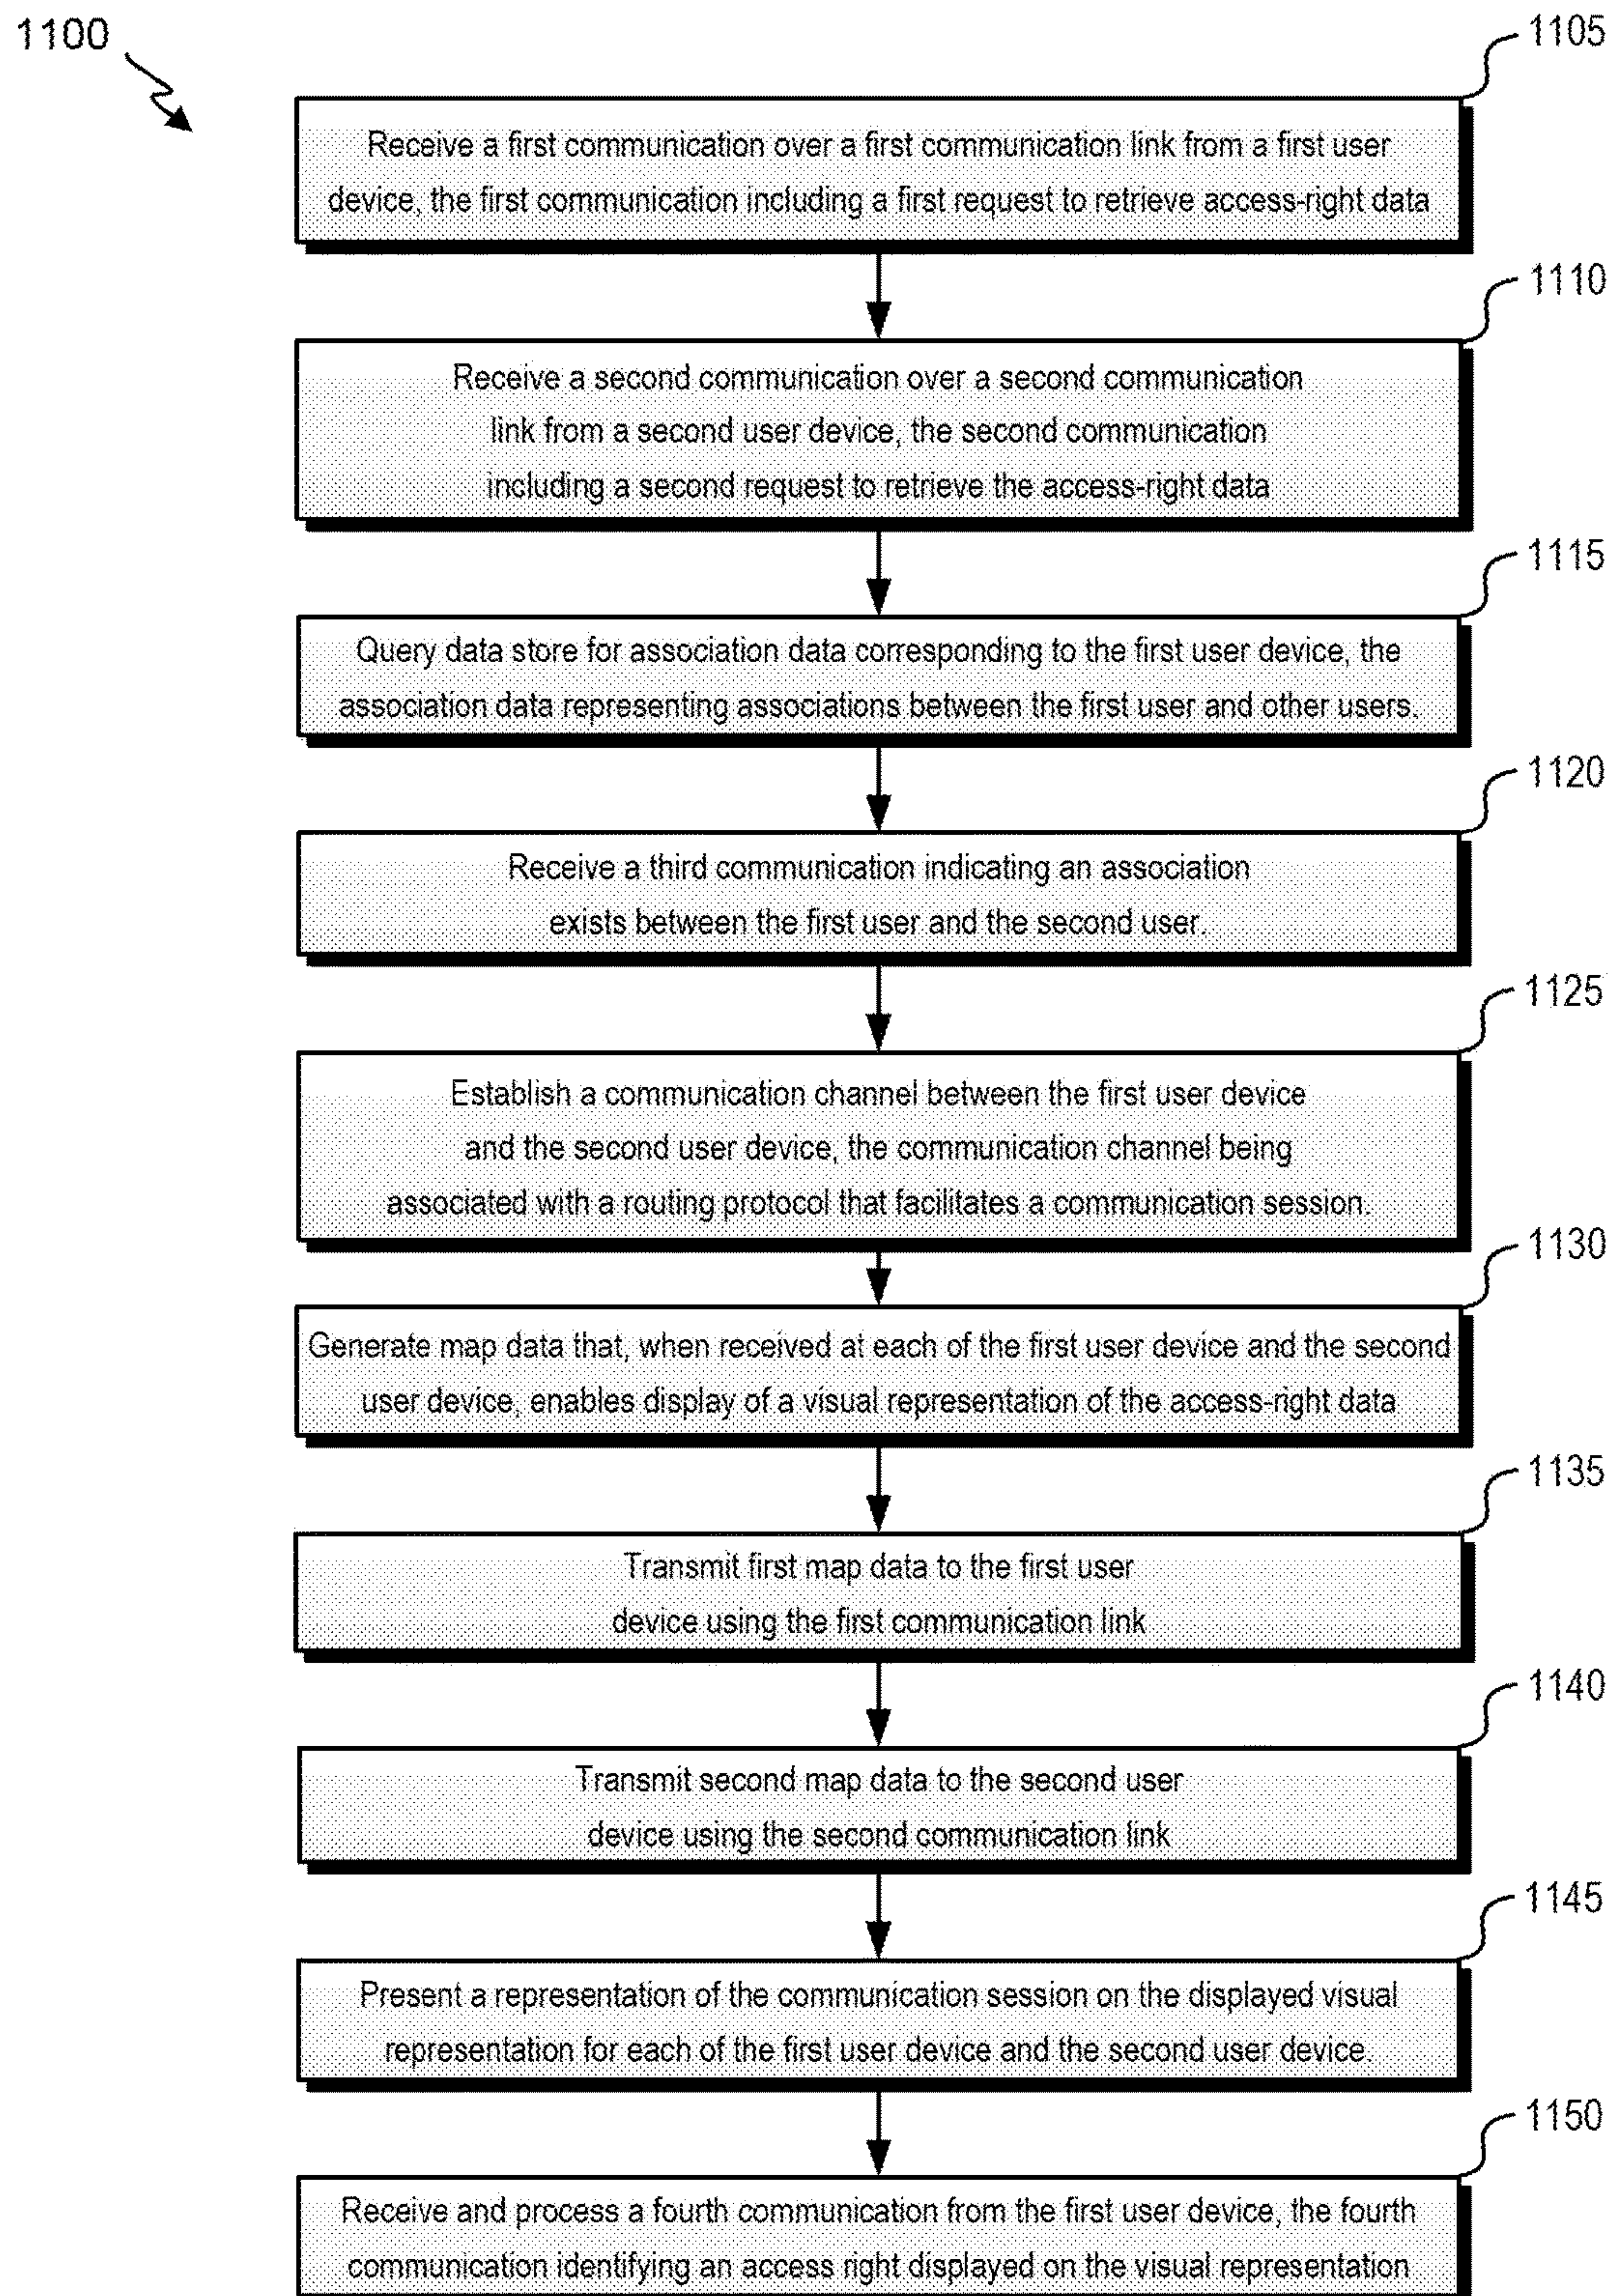 1100
1105
Receive a first communication over a first communication link from a first user
device, the first communication including a first request to retrieve access-right data
1110
Receive a second communication over a second communication
link from a second user device, the second communication
including a second request to retrieve the access-right data
1115
Query data store for association data corresponding to the first user device, the
association data representing associations between the first user and other users.
1120
Receive a third communication indicating an association
exists between the first user and the second user.
1125
Establish a communication channel between the first user device
and the second user device, the communication channel being
associated with a routing protocol that facilitates a communication session.
1130
Generate map data that, when received at each of the first user device and the second
user device, enables display of a visual representation of the access-right data
1135
Transmit first map data to the first user
device using the first communication link
1140
Transmit second map data to the second user
device using the second communication link
1145
Present a representation of the communication session on the displayed visual
representation for each of the first user device and the second user device.
1150
Receive and process a fourth communication from the first user device, the fourth
communication identifying an access right displayed on the visual representation